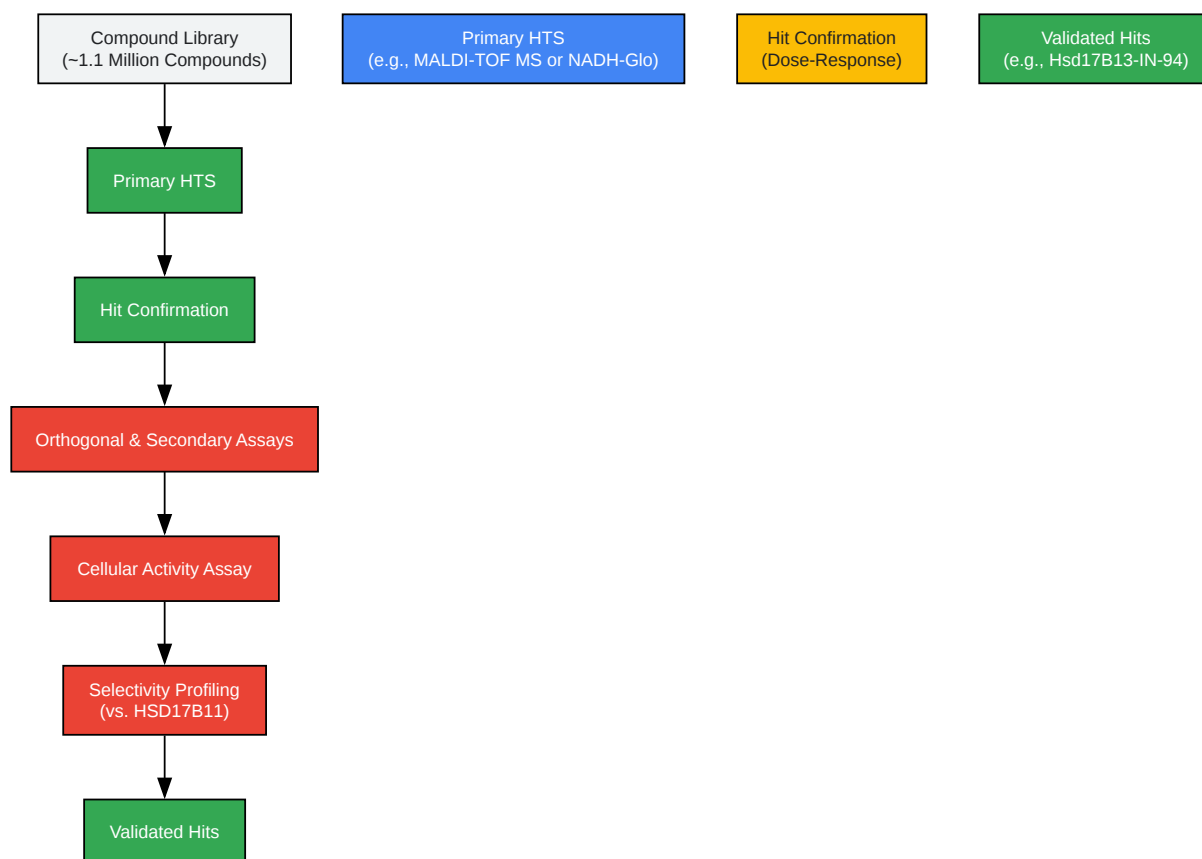 Compound Library
(~1.1 Million Compounds)
Primary HTS
(e.g., MALDI-TOF MS or NADH-Glo)
Hit Confirmation
(Dose-Response)
Validated Hits
(e.g., Hsd17B13-IN-94)
Primary HTS
Hit Confirmation
Orthogonal & Secondary Assays
Cellular Activity Assay
Selectivity Profiling
(vs. HSD17B11)
Validated Hits